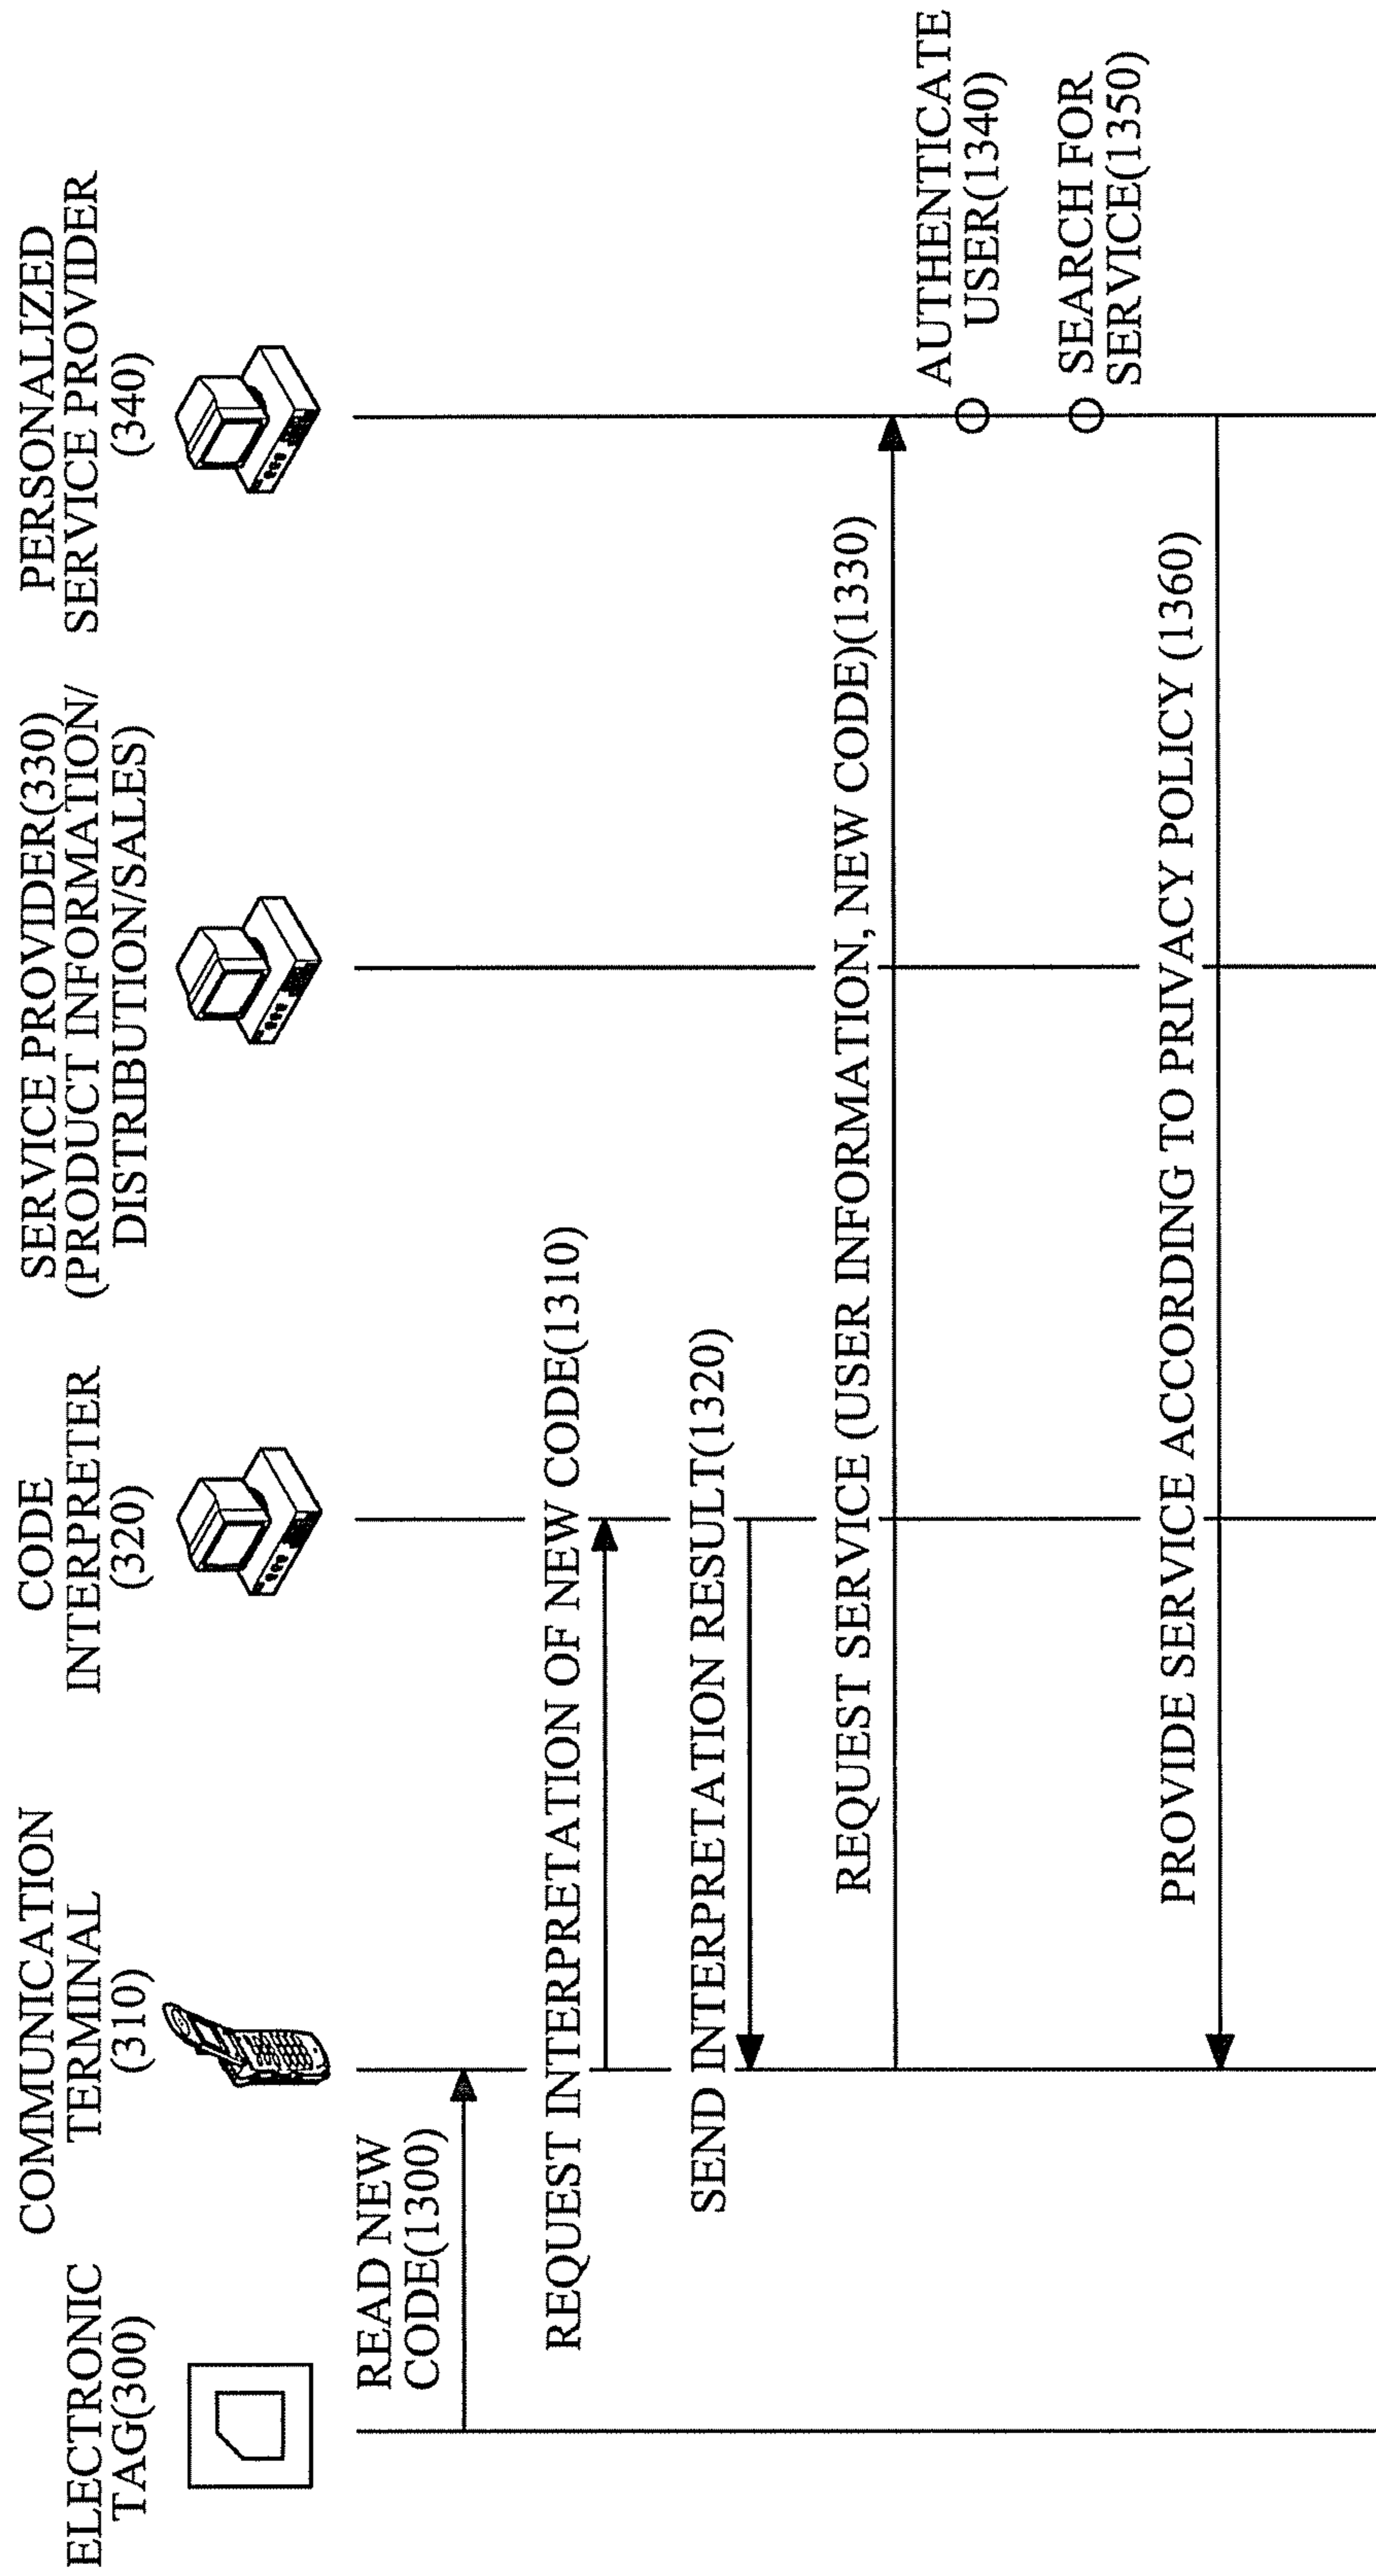 ELECTRONIC
TAG(300)
COMMUNICATION
TERMINAL
(310)
CODE
INTERPRETER
(320)
SERVICE PROVIDER(330)
(PRODUCT INFORMATION/
DISTRIBUTION/SALES)
PERSONALIZED
SERVICE PROVIDER
(340)
READ NEW
CODE(1300)
REQUEST INTERPRETATION OF NEW CODE(1310)
SEND INTERPRETATION RESULT(1320)
REQUEST SERVICE (USER INFORMATION, NEW CODE)(1330)
AUTHENTICATE
USER(1340)
SEARCH FOR
SERVICE(1350)
PROVIDE SERVICE ACCORDING TO PRIVACY POLICY (1360)